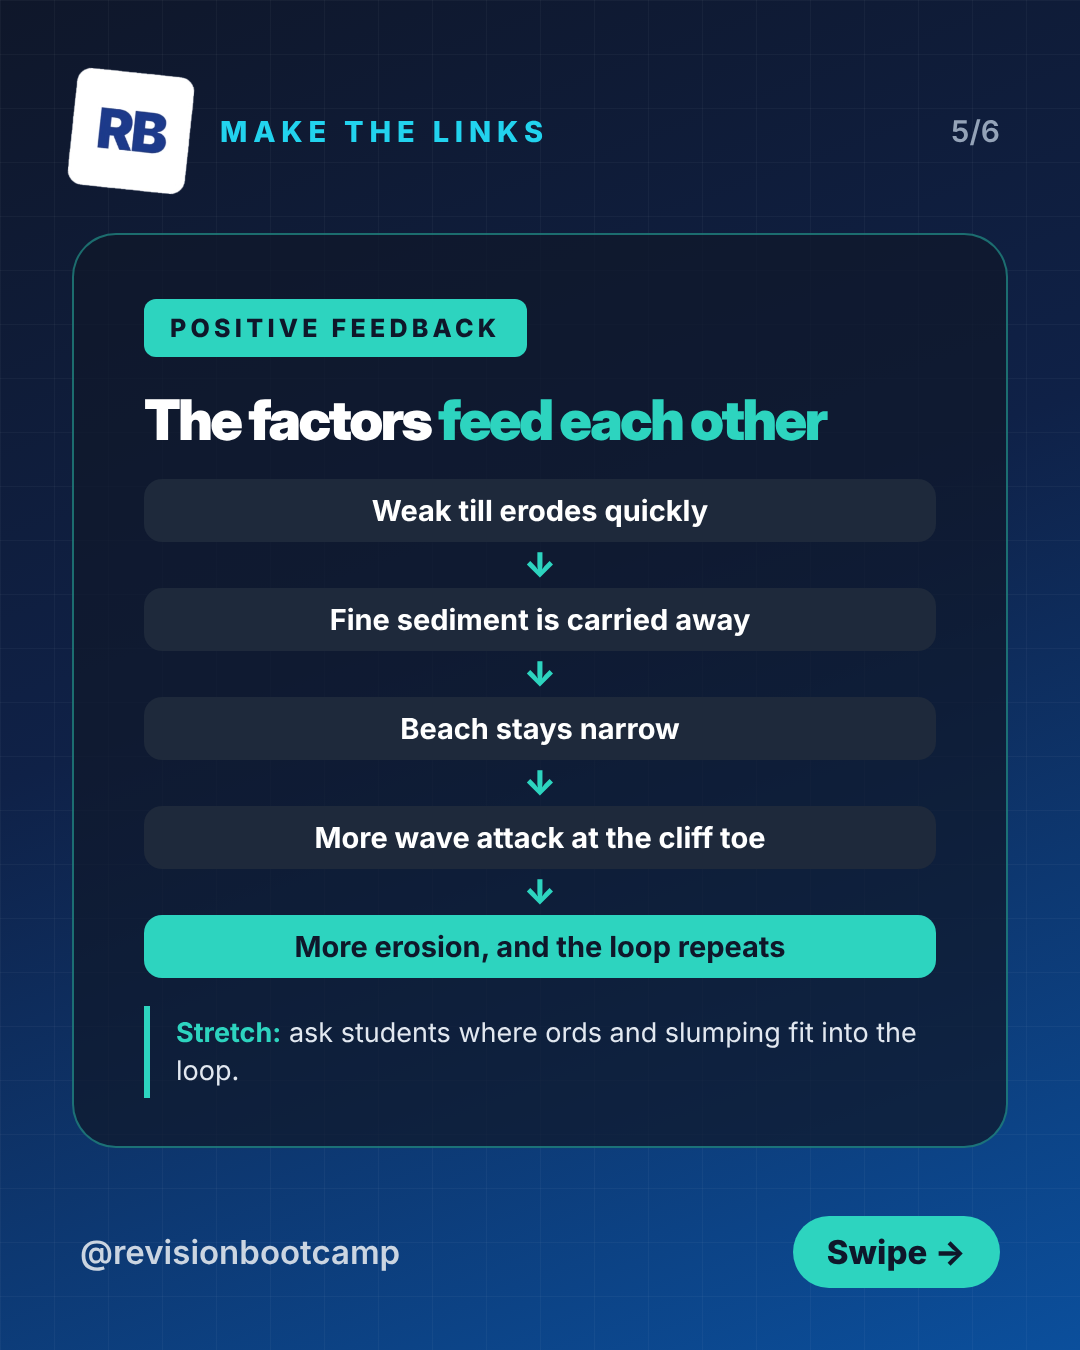 RB
MAKE THE LINKS
5/6
POSITIVE FEEDBACK
The factors feed each other
Weak till erodes quickly
↓
Fine sediment is carried away
↓
Beach stays narrow
↓
More wave attack at the cliff toe
↓
More erosion, and the loop repeats
Stretch: ask students where ords and slumping fit into the
loop.
@revisionbootcamp
Swipe →